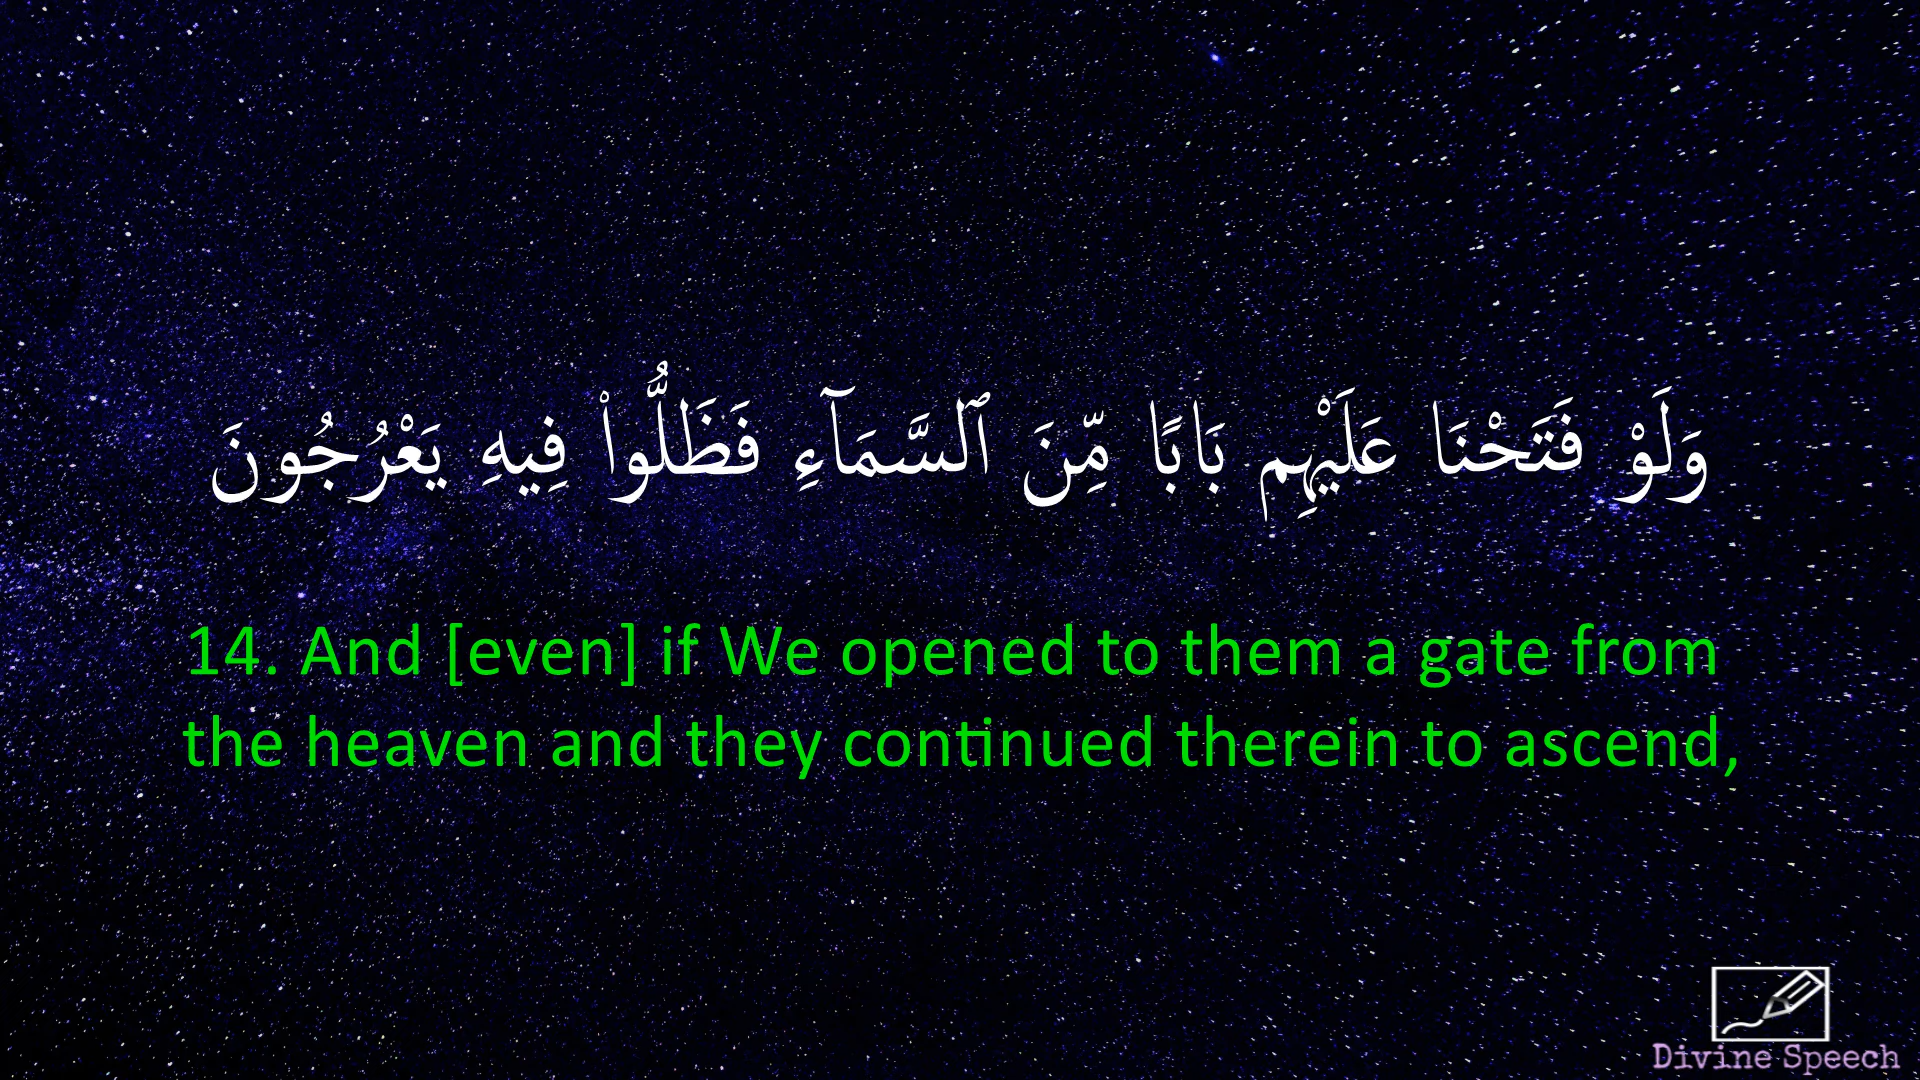 وَلَوْ فَتَحْنَا عَلَيْهِم بَابًا مِّنَ ٱلسَّمَآءِ فَظَلُّوا۟ فِيهِ يَعْرُجُونَ
14. And [even] if We opened to them a gate from
the heaven and they continued therein to ascend,
Divine Speech